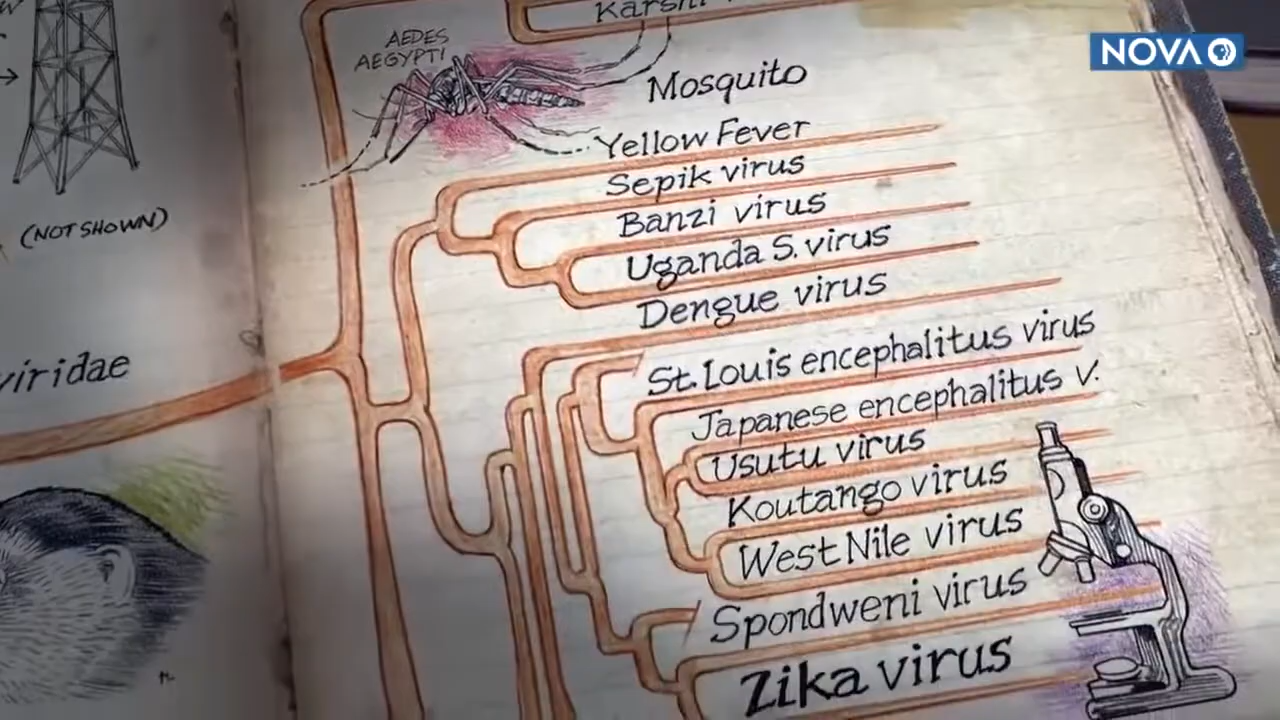 NOVA
Karshi
AEDES
AEGYPTI
Mosquito
Yellow Fever
Sepik virus
Banzi virus
Uganda S. virus
Dengue virus
St. Louis encephalitus virus
Japanese encephalitus v.
Usutu virus
Koutango virus
West Nile virus
Spondweni virus
Zika virus
(NOT SHOWN)
viridae